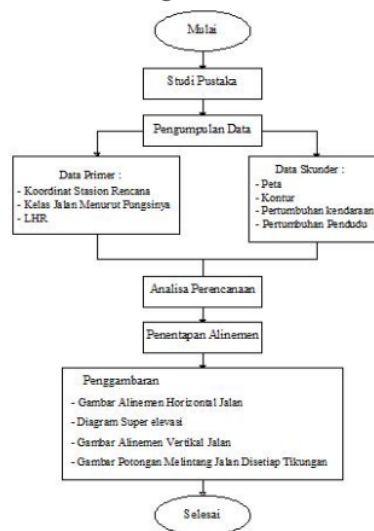 Mulai
Studi Pustaka
Pengumpulan Data
Data Primer :
- Koordinat Stasion Rencana
- Kelas Jalan Menurut Fungsinya
- LHR
Data Skunder :
- Peta
- Kontur
- Pertumbuhan kendaraan
- Pertumbuhan Pendudu
Analisa Perencanaan
Penentapan Alinemen
Penggambaran
- Gambar Alinemen Horizontal Jalan
- Diagram Super elevasi
- Gambar Alinemen Vertikal Jalan
- Gambar Potongan Melintang Jalan Disetiap Tikungan
Selesai